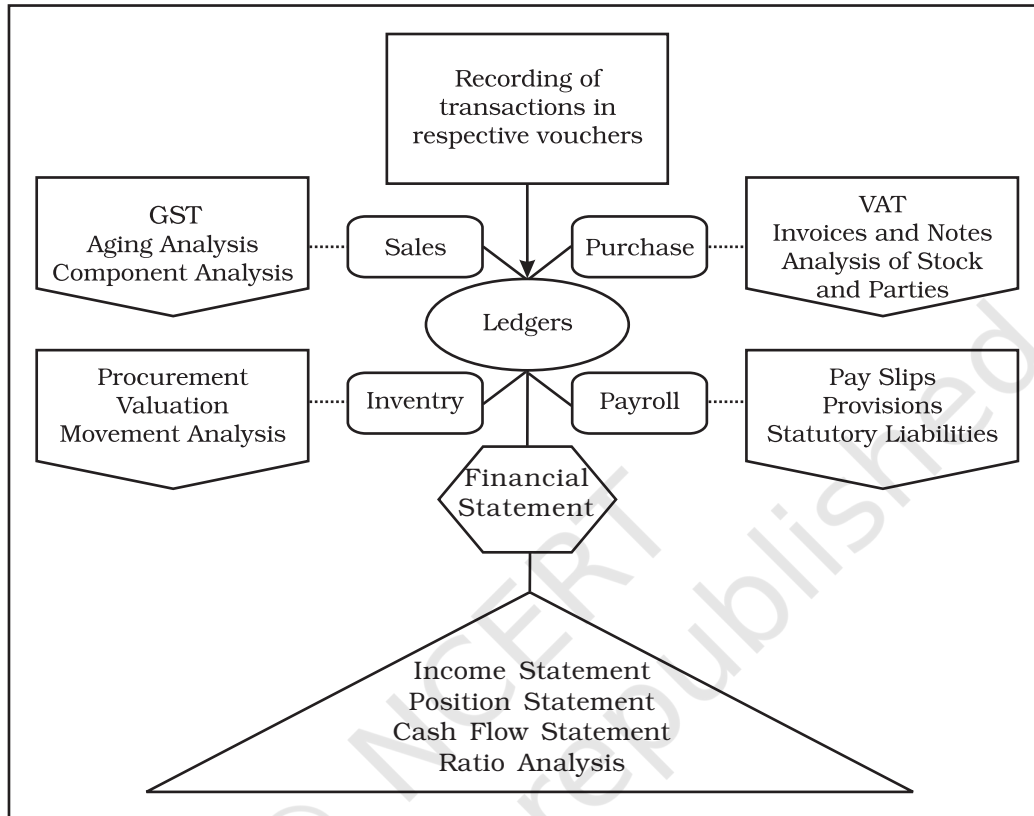 Recording of
transactions in
respective vouchers
GST
Aging Analysis
Component Analysis
Sales
Purchase
VAT
Invoices and Notes
Analysis of Stock
and Parties
Ledgers
Procurement
Valuation
Movement Analysis
Inventry
Payroll
Pay Slips
Provisions
Statutory Liabilities
Financial
Statement
Income Statement
Position Statement
Cash Flow Statement
Ratio Analysis
© NCERT
republished